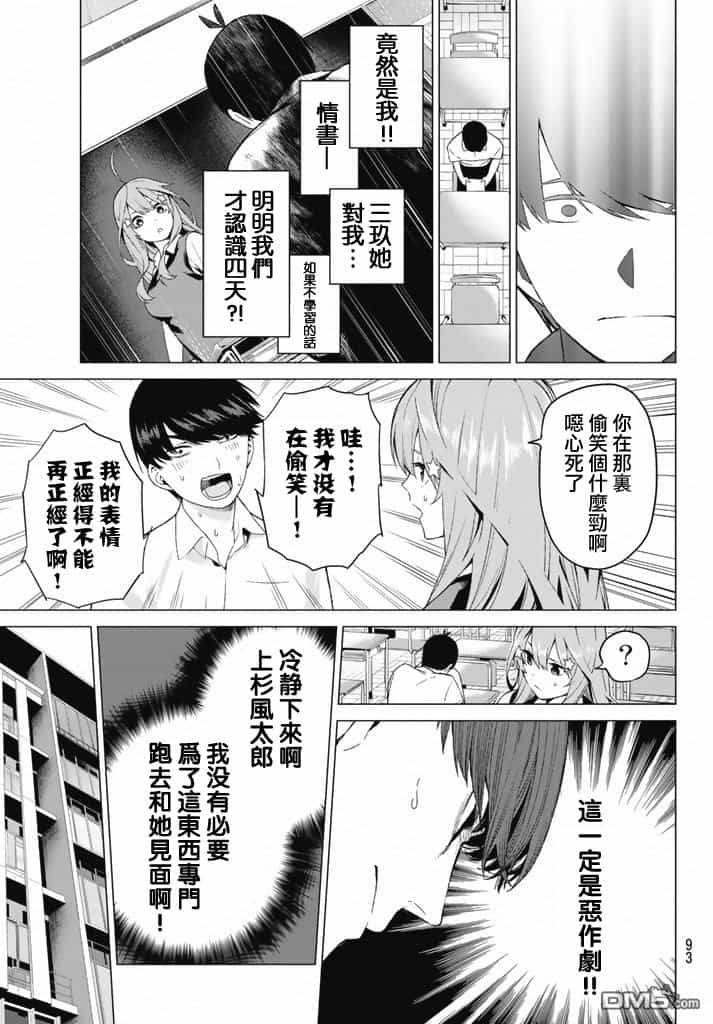 竟然是我!!
情書—
三玖她
對我…
如果不學習的話
明明我們
才認識四天?!
你在那裏
偷笑個什麼勁啊
噁心死了
哇…!
我才没有
在偷笑—!
我的表情
正經得不能
再正經了啊!
?
這一定是惡作劇!!
冷静下來啊
上杉風太郎
我没有必要
爲了這東西專門
跑去和她見面啊!
93
DM5.com